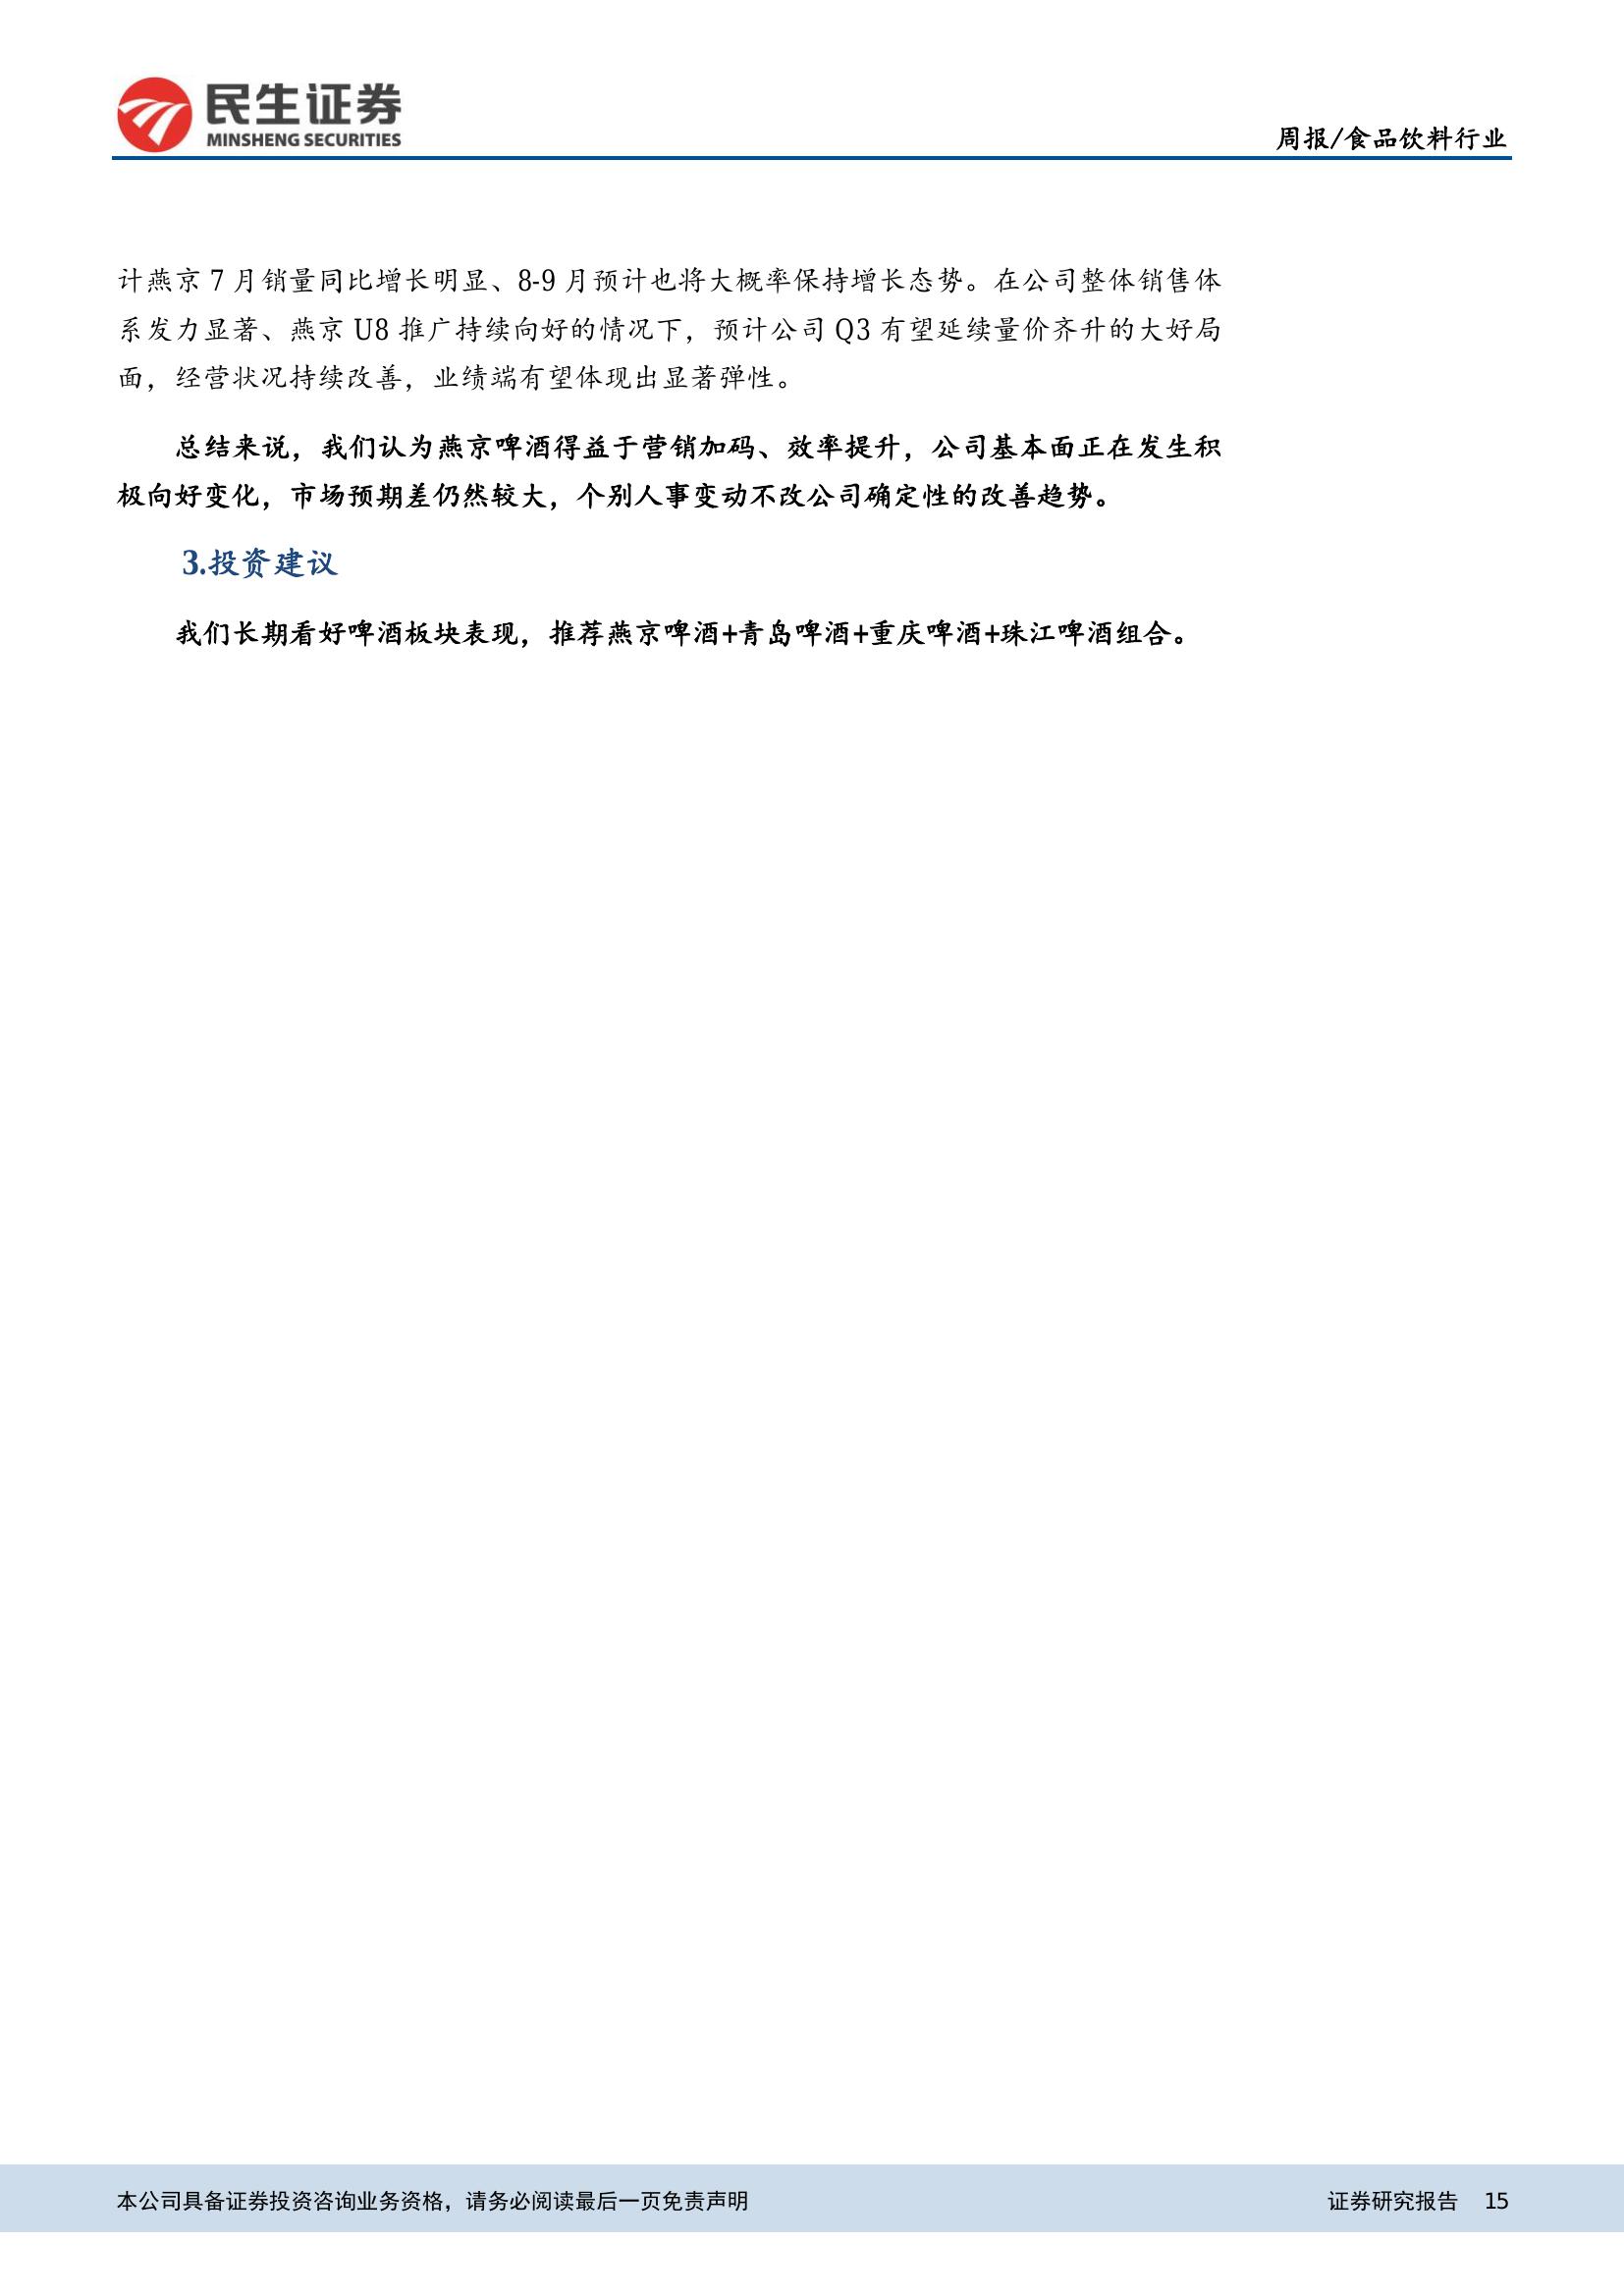 民生证券
MINSHENG SECURITIES
周报/食品饮料行业
计燕京 7 月销量同比增长明显、8-9 月预计也将大概率保持增长态势。在公司整体销售体
系发力显著、燕京 U8 推广持续向好的情况下，预计公司 Q3 有望延续量价齐升的大好局
面，经营状况持续改善，业绩端有望体现出显著弹性。
总结来说，我们认为燕京啤酒得益于营销加码、效率提升，公司基本面正在发生积
极向好变化，市场预期差仍然较大，个别人事变动不改公司确定性的改善趋势。
3.投资建议
我们长期看好啤酒板块表现，推荐燕京啤酒+青岛啤酒+重庆啤酒+珠江啤酒组合。
本公司具备证券投资咨询业务资格，请务必阅读最后一页免责声明
证券研究报告 15